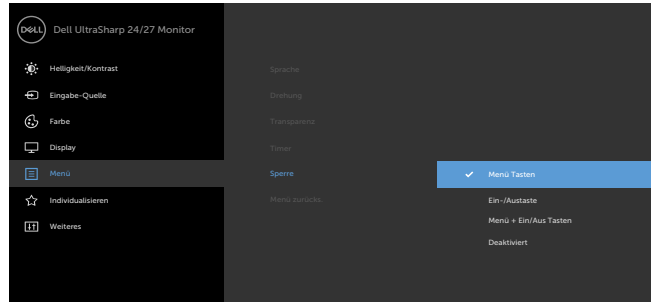 DELL
Dell UltraSharp 24/27 Monitor
Helligkeit/Kontrast
Eingabe-Quelle
Farbe
Display
Menü
Individualisieren
Weiteres
Sprache
Drehung
Transparens
Timer
Sperre
Menü zurücks.
Menü Tasten
Ein-/Austaste
Menü + Ein/Aus Tasten
Deaktiviert